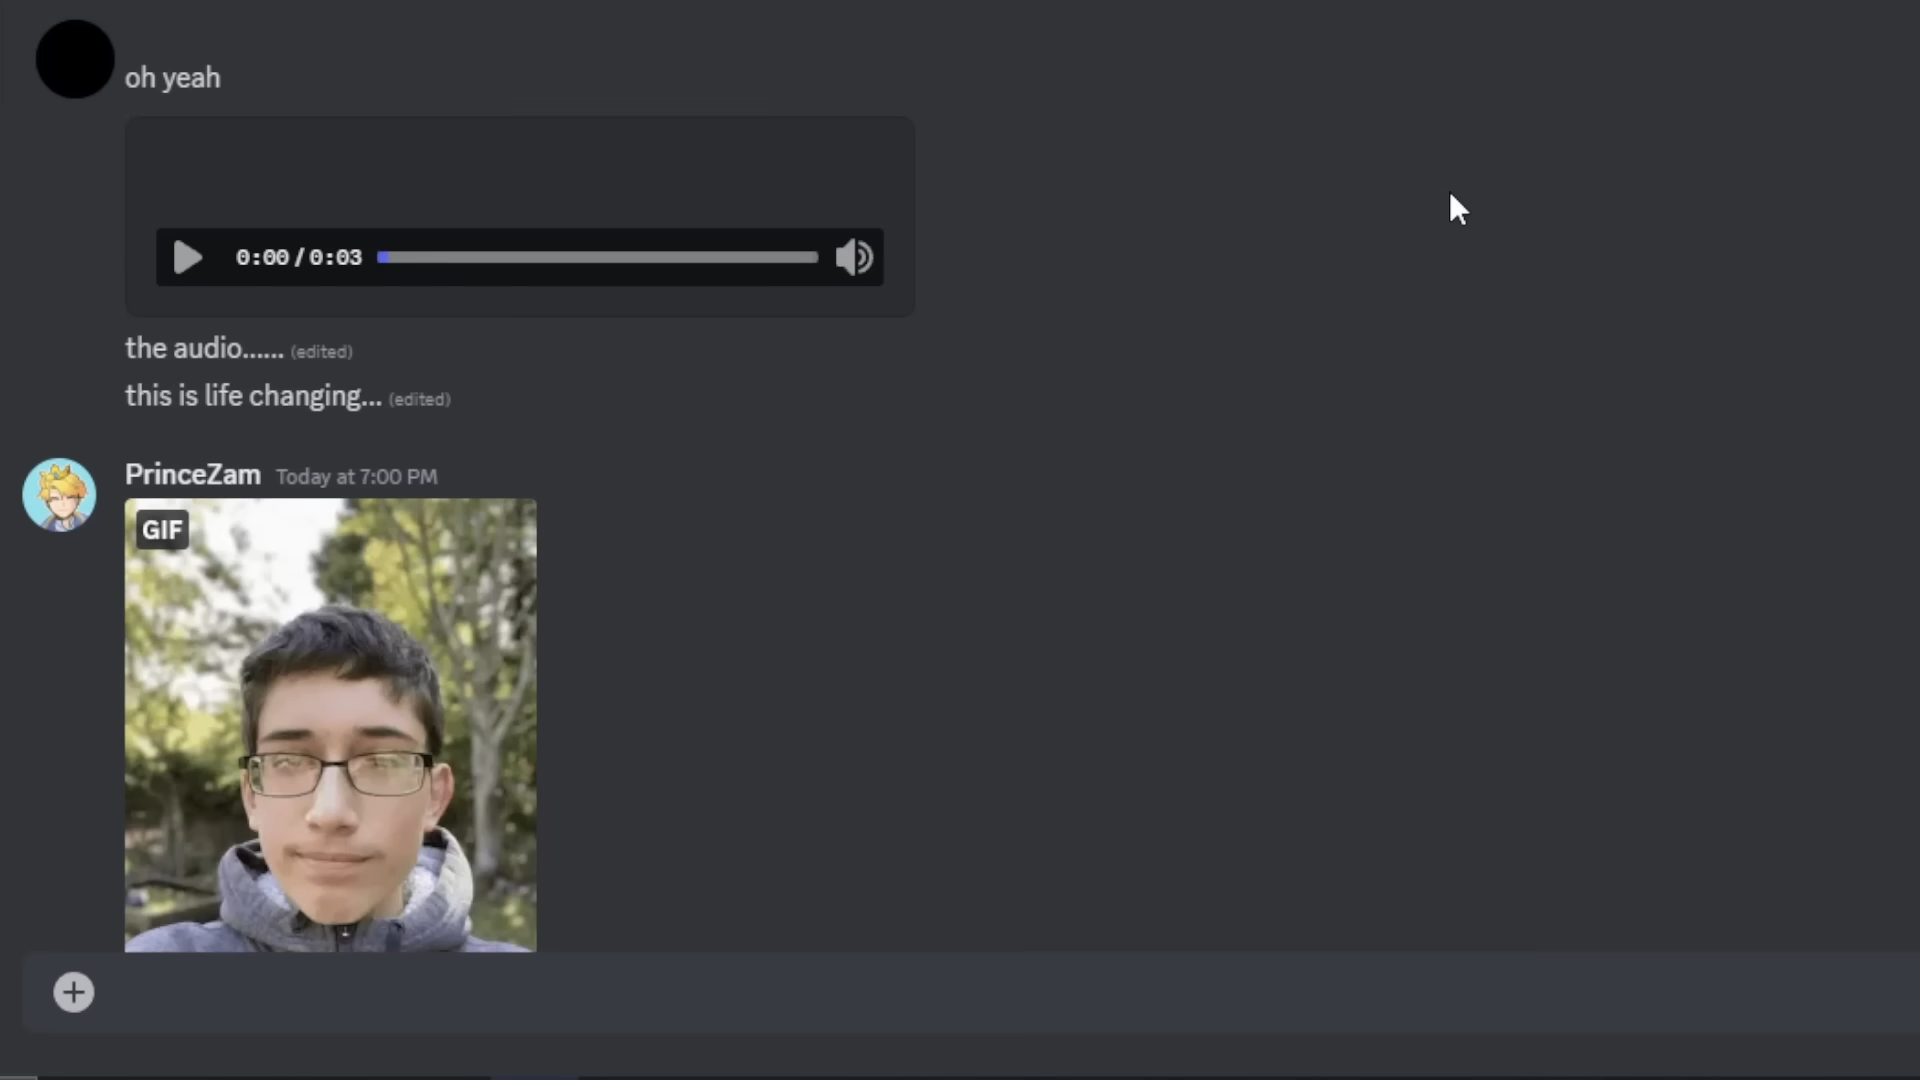 oh yeah
0:00 / 0:03
the audio...... (edited)
this is life changing... (edited)
PrinceZam Today at 7:00 PM
GIF